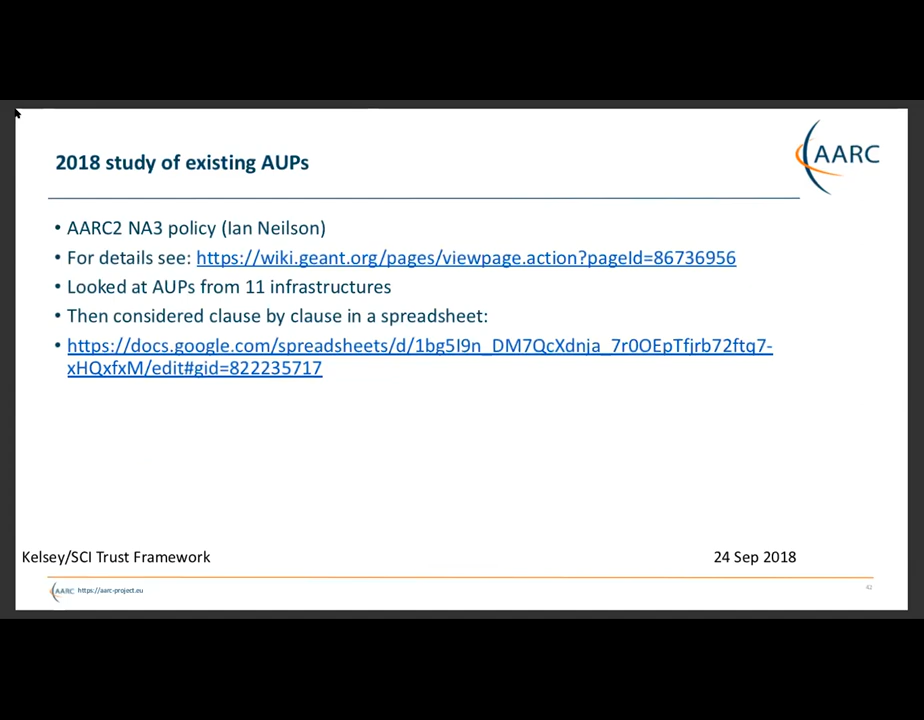 AARC
2018 study of existing AUPs
• AARC2 NA3 policy (Ian Neilson)
• For details see: https://wiki.geant.org/pages/viewpage.action?pageId=86736956
• Looked at AUPs from 11 infrastructures
• Then considered clause by clause in a spreadsheet:
• https://docs.google.com/spreadsheets/d/1bg5I9n_DM7QcXdnja_7r0OEpTfjrb72ftq7-
xHQxfxM/edit#gid=822235717
Kelsey/SCI Trust Framework
24 Sep 2018
AARC https://aarc-project.eu
42